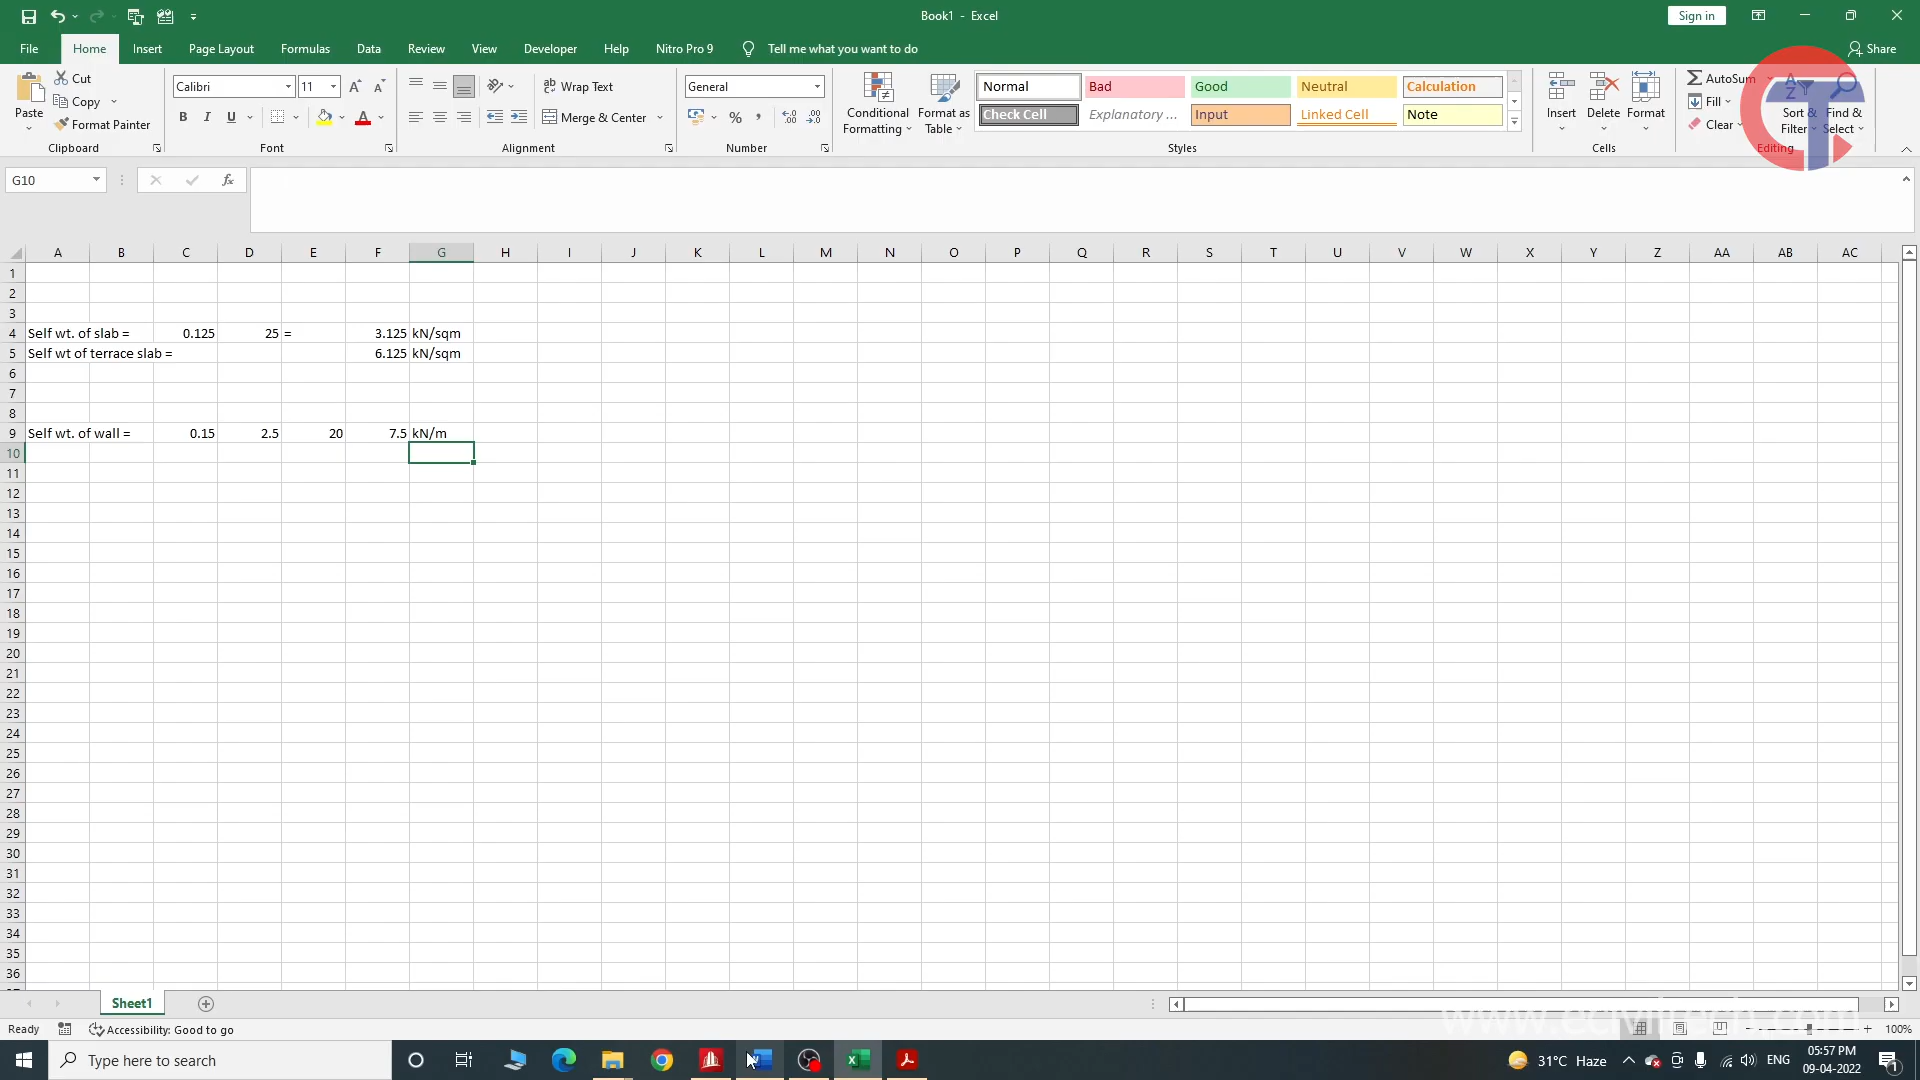 Book1 - Excel
Sign in
File Home Insert Page Layout Formulas Data Review View Developer Help Nitro Pro 9 Tell me what you want to do Share
Paste
Cut
Copy
Format Painter
Clipboard
Calibri 11
B I U
Font
Wrap Text
Merge & Center
Alignment
General
Number
Conditional Formatting
Format as Table
Normal Bad Good Neutral Calculation
Check Cell Explanatory ... Input Linked Cell Note
Styles
Insert Delete Format
Cells
AutoSum
Fill
Clear
Sort & Filter
Find & Select
Editing
G10
fx
A B C D E F G H I J K L M N O P Q R S T U V W X Y Z AA AB AC
1
2
3
4 Self wt. of slab = 0.125 25 = 3.125 kN/sqm
5 Self wt of terrace slab = 6.125 kN/sqm
6
7
8
9 Self wt. of wall = 0.15 2.5 20 7.5 kN/m
10
11
12
13
14
15
16
17
18
19
20
21
22
23
24
25
26
27
28
29
30
31
32
33
34
35
36
Sheet1
Ready
Accessibility: Good to go
100%
Type here to search
31°C Haze
ENG
05:57 PM
09-04-2022